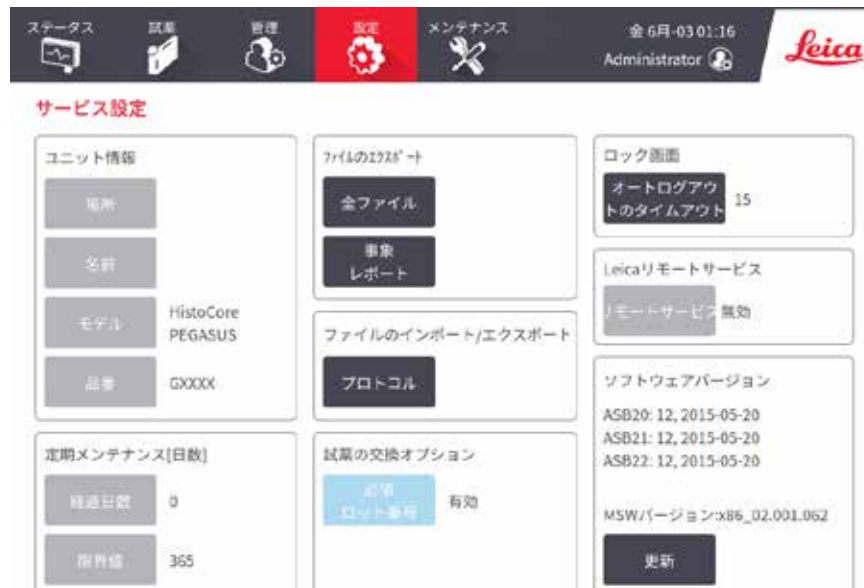 ステータス
試薬
管理
設定
メンテナンス
金 6月-03 01:16
Administrator
Leica
サービス設定
ユニット情報
場所
名前
モデル
HistoCore
PEGASUS
品番
GXXXX
定期メンテナンス[日数]
経過日数
0
限界値
365
ファイルのエクスポート
全ファイル
事象
レポート
ファイルのインポート/エクスポート
プロトコル
試薬の交換オプション
必須
ロット番号
有効
ロック画面
オートログアウ
トのタイムアウト
15
Leicaリモートサービス
リモートサービス
無効
ソフトウェアバージョン
ASB20: 12, 2015-05-20
ASB21: 12, 2015-05-20
ASB22: 12, 2015-05-20
MSWバージョン:x86_02.001.062
更新